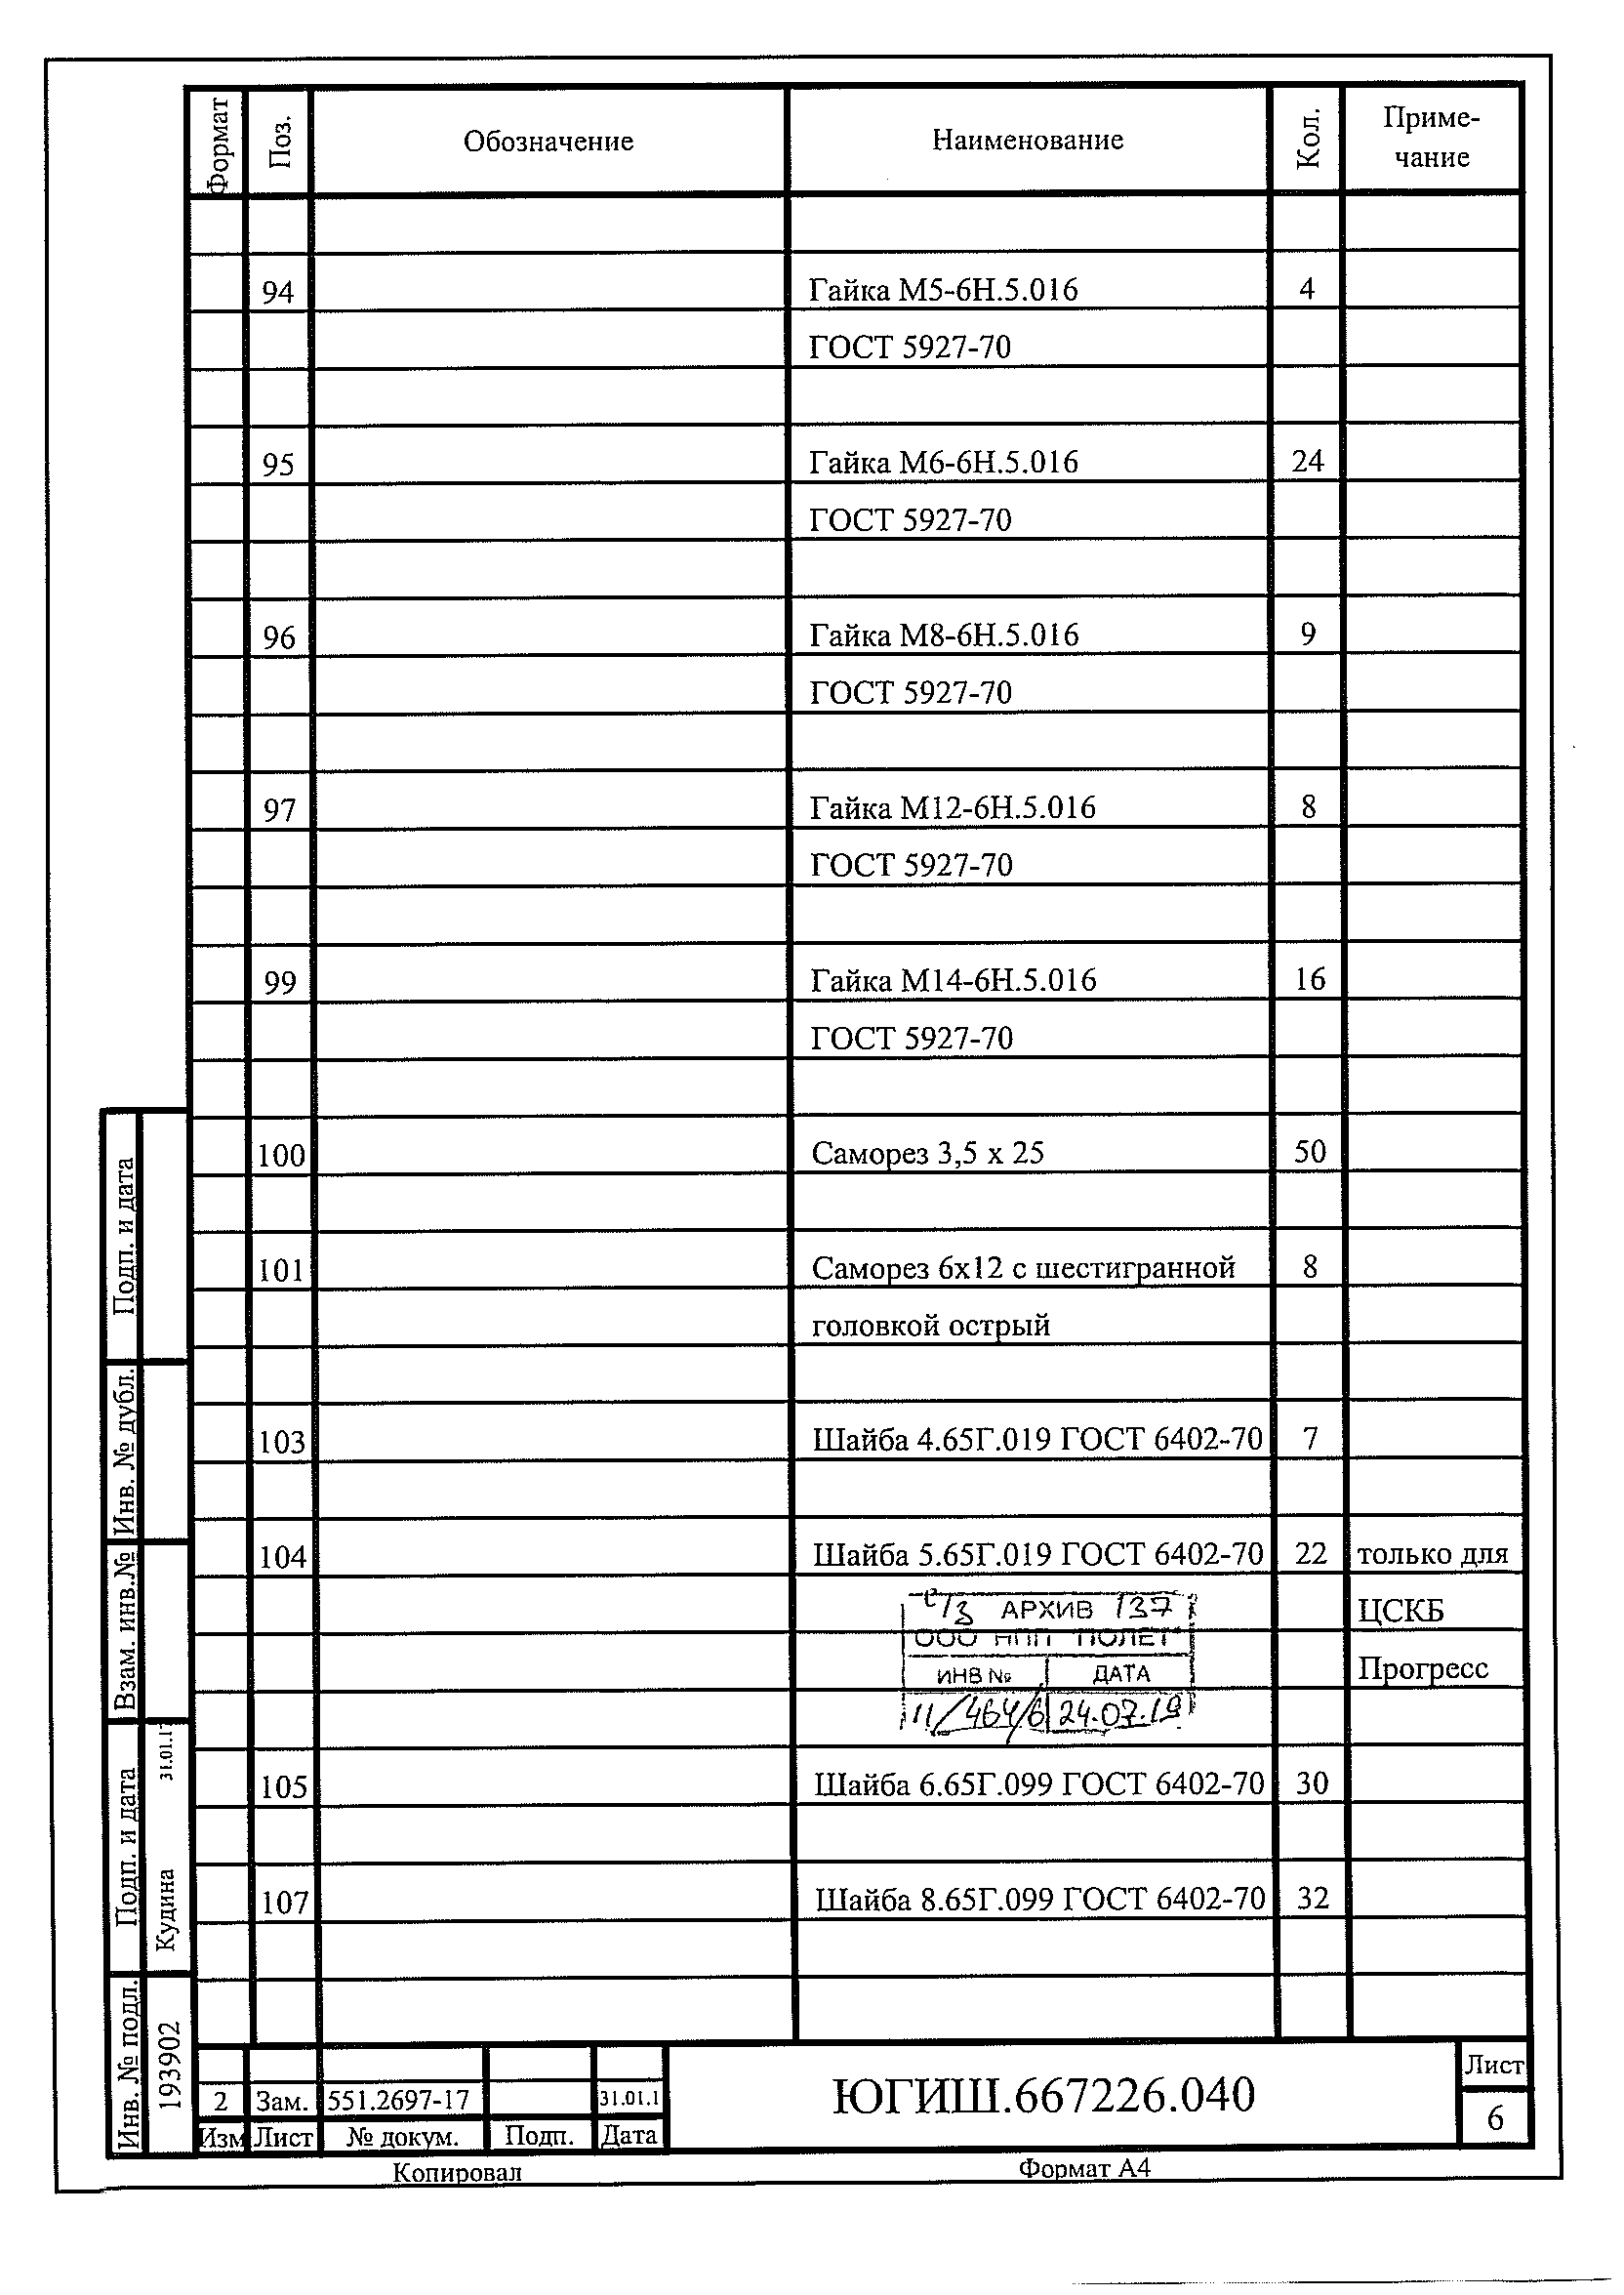 Формат Поз. Обозначение Наименование Кол. Приме-
чание
94 Гайка М5-6Н.5.016 4
ГОСТ 5927-70
95 Гайка М6-6Н.5.016 24
ГОСТ 5927-70
96 Гайка М8-6Н.5.016 9
ГОСТ 5927-70
97 Гайка М12-6Н.5.016 8
ГОСТ 5927-70
99 Гайка М14-6Н.5.016 16
ГОСТ 5927-70
100 Саморез 3,5 х 25 50
101 Саморез 6х12 с шестигранной 8
головкой острый
103 Шайба 4.65Г.019 ГОСТ 6402-70 7
104 Шайба 5.65Г.019 ГОСТ 6402-70 22 только для
ЦСКБ
Прогресс
АРХИВ 137
ООО НПП "ПОЛЕТ"
ИНВ № ДАТА
11/464/6 24.07.19
105 Шайба 6.65Г.099 ГОСТ 6402-70 30
107 Шайба 8.65Г.099 ГОСТ 6402-70 32
Подп. и дата
Инв. № дубл.
Взам. инв.№
Подп. и дата Кудина 31.01.17
Инв. № подл. 193902
2 Зам. 551.2697-17 31.01.1
Изм Лист № докум. Подп. Дата
ЮГИШ.667226.040
Лист
6
Копировал Формат А4